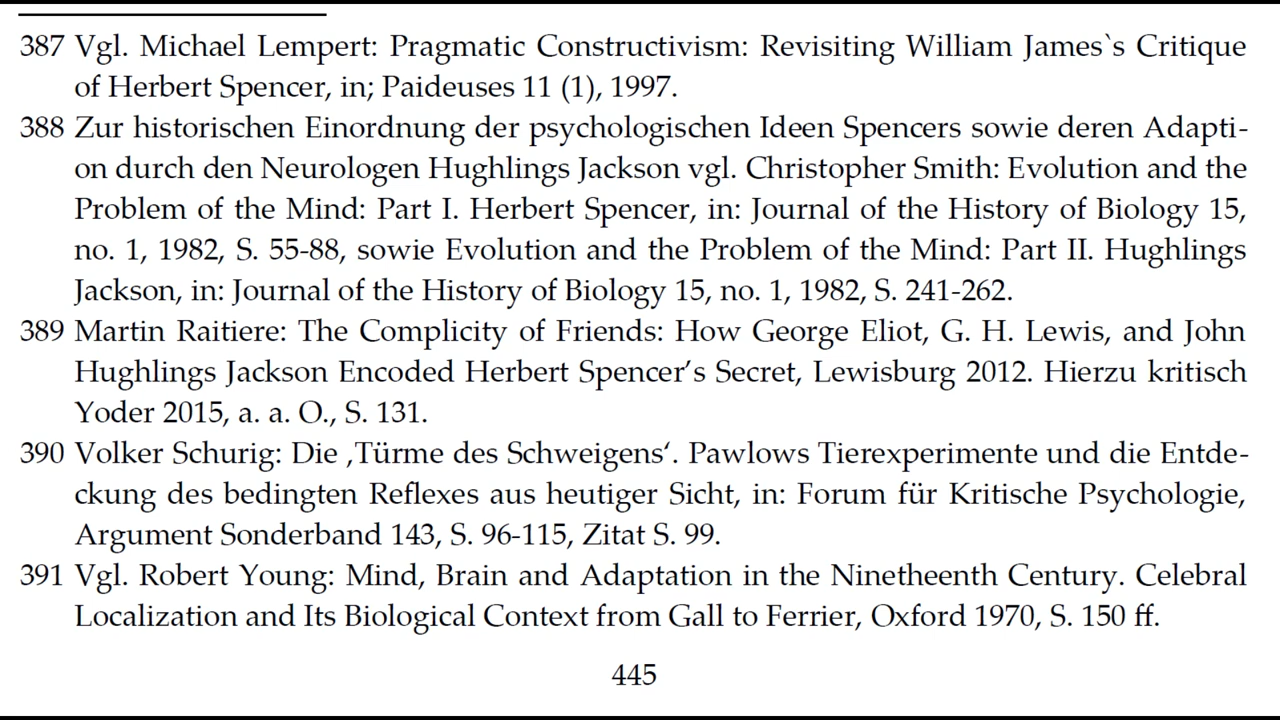 387 Vgl. Michael Lempert: Pragmatic Constructivism: Revisiting William James`s Critique
of Herbert Spencer, in; Paideuses 11 (1), 1997.
388 Zur historischen Einordnung der psychologischen Ideen Spencers sowie deren Adapti-
on durch den Neurologen Hughlings Jackson vgl. Christopher Smith: Evolution and the
Problem of the Mind: Part I. Herbert Spencer, in: Journal of the History of Biology 15,
no. 1, 1982, S. 55-88, sowie Evolution and the Problem of the Mind: Part II. Hughlings
Jackson, in: Journal of the History of Biology 15, no. 1, 1982, S. 241-262.
389 Martin Raitiere: The Complicity of Friends: How George Eliot, G. H. Lewis, and John
Hughlings Jackson Encoded Herbert Spencer’s Secret, Lewisburg 2012. Hierzu kritisch
Yoder 2015, a. a. O., S. 131.
390 Volker Schurig: Die ‚Türme des Schweigens‘. Pawlows Tierexperimente und die Entde-
ckung des bedingten Reflexes aus heutiger Sicht, in: Forum für Kritische Psychologie,
Argument Sonderband 143, S. 96-115, Zitat S. 99.
391 Vgl. Robert Young: Mind, Brain and Adaptation in the Ninetheenth Century. Celebral
Localization and Its Biological Context from Gall to Ferrier, Oxford 1970, S. 150 ff.
445